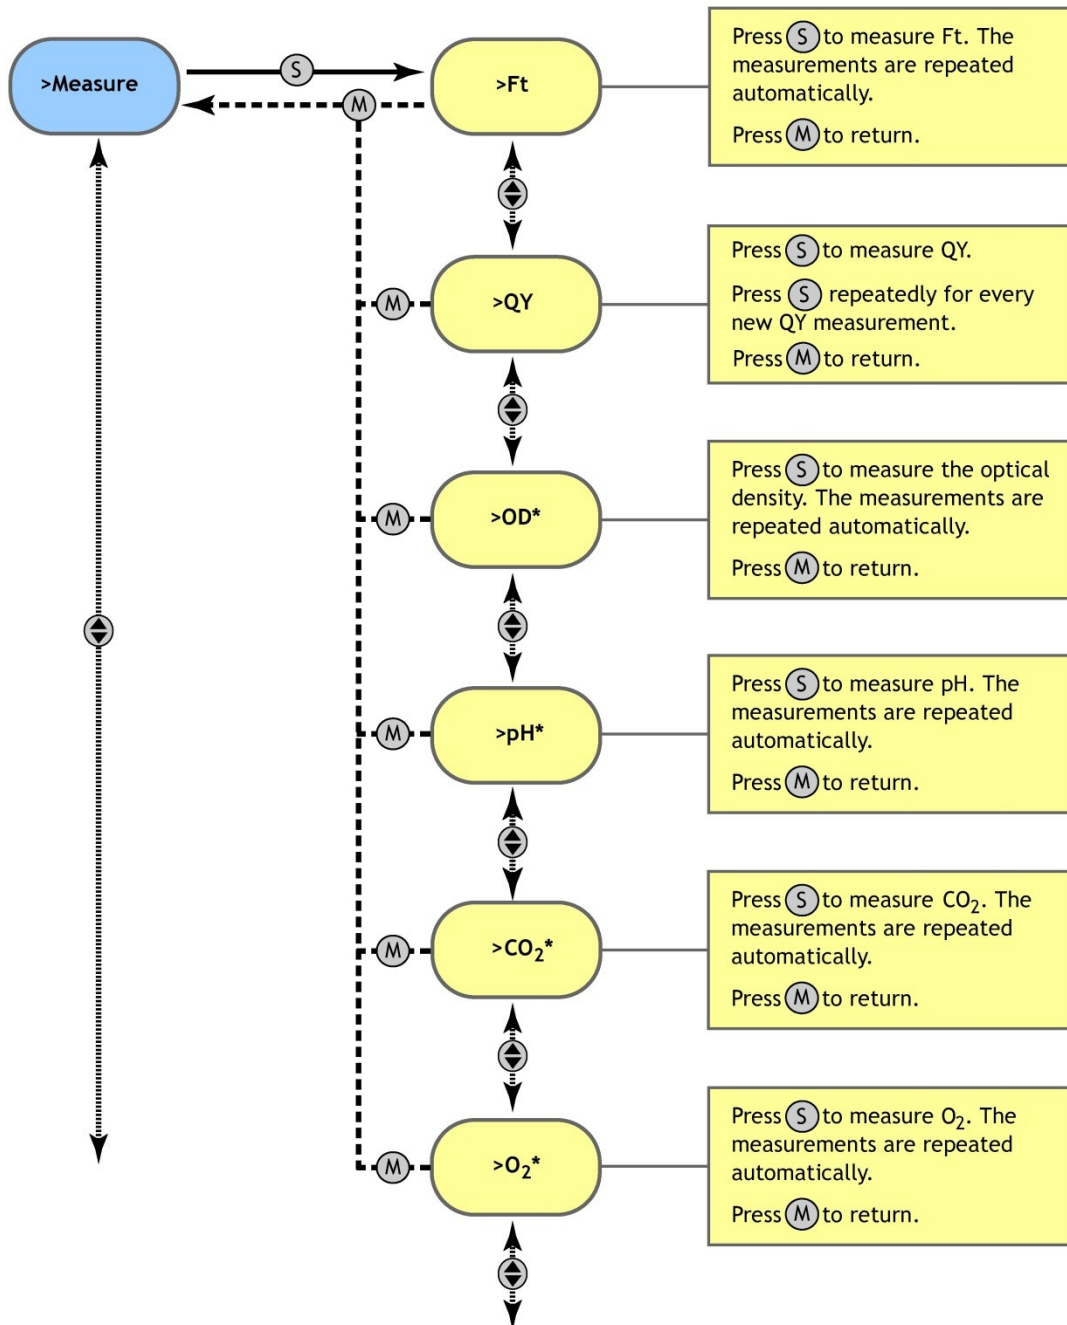 >Measure
S
M
>Ft
Press S to measure Ft. The
measurements are repeated
automatically.
Press M to return.
M
>QY
Press S to measure QY.
Press S repeatedly for every
new QY measurement.
Press M to return.
M
>OD*
Press S to measure the optical
density. The measurements are
repeated automatically.
Press M to return.
M
>pH*
Press S to measure pH. The
measurements are repeated
automatically.
Press M to return.
M
>CO₂*
Press S to measure CO₂. The
measurements are repeated
automatically.
Press M to return.
M
>O₂*
Press S to measure O₂. The
measurements are repeated
automatically.
Press M to return.